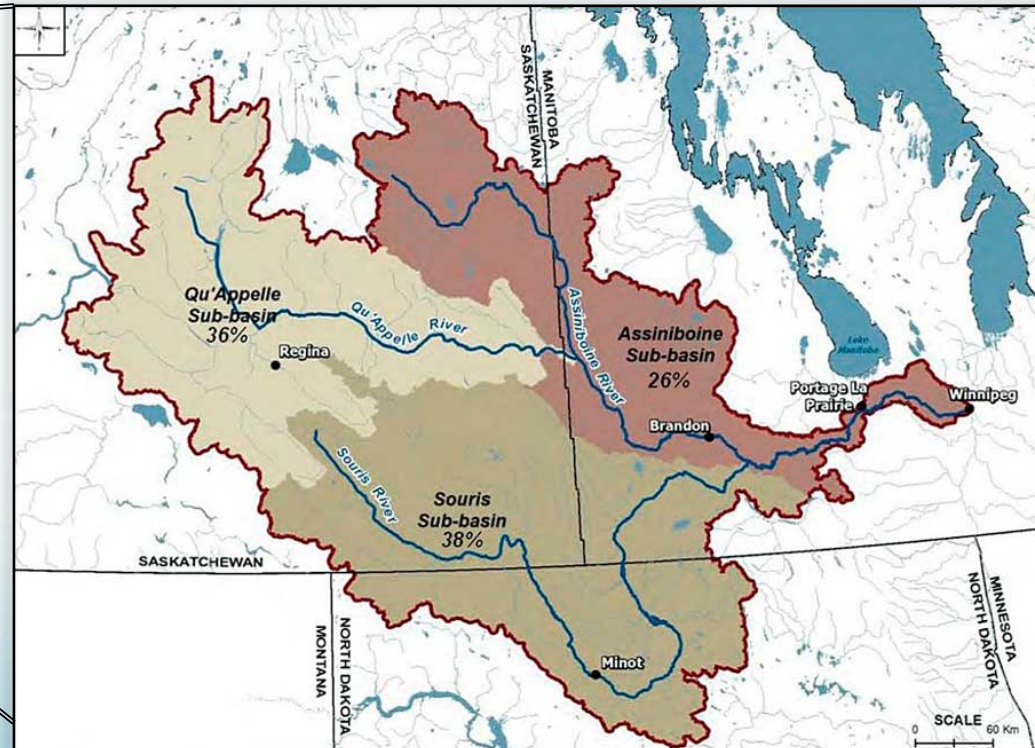 SASKATCHEWAN
MANITOBA
Qu'Appelle
Sub-basin
36%
Qu'Appelle River
Regina
Assiniboine River
Assiniboine
Sub-basin
26%
Lake
Manitoba
Portage La
Prairie
Winnipeg
Brandon
Souris River
Souris
Sub-basin
38%
SASKATCHEWAN
MONTANA
NORTH DAKOTA
Minot
MINNESOTA
NORTH DAKOTA
SCALE
0 60 Km